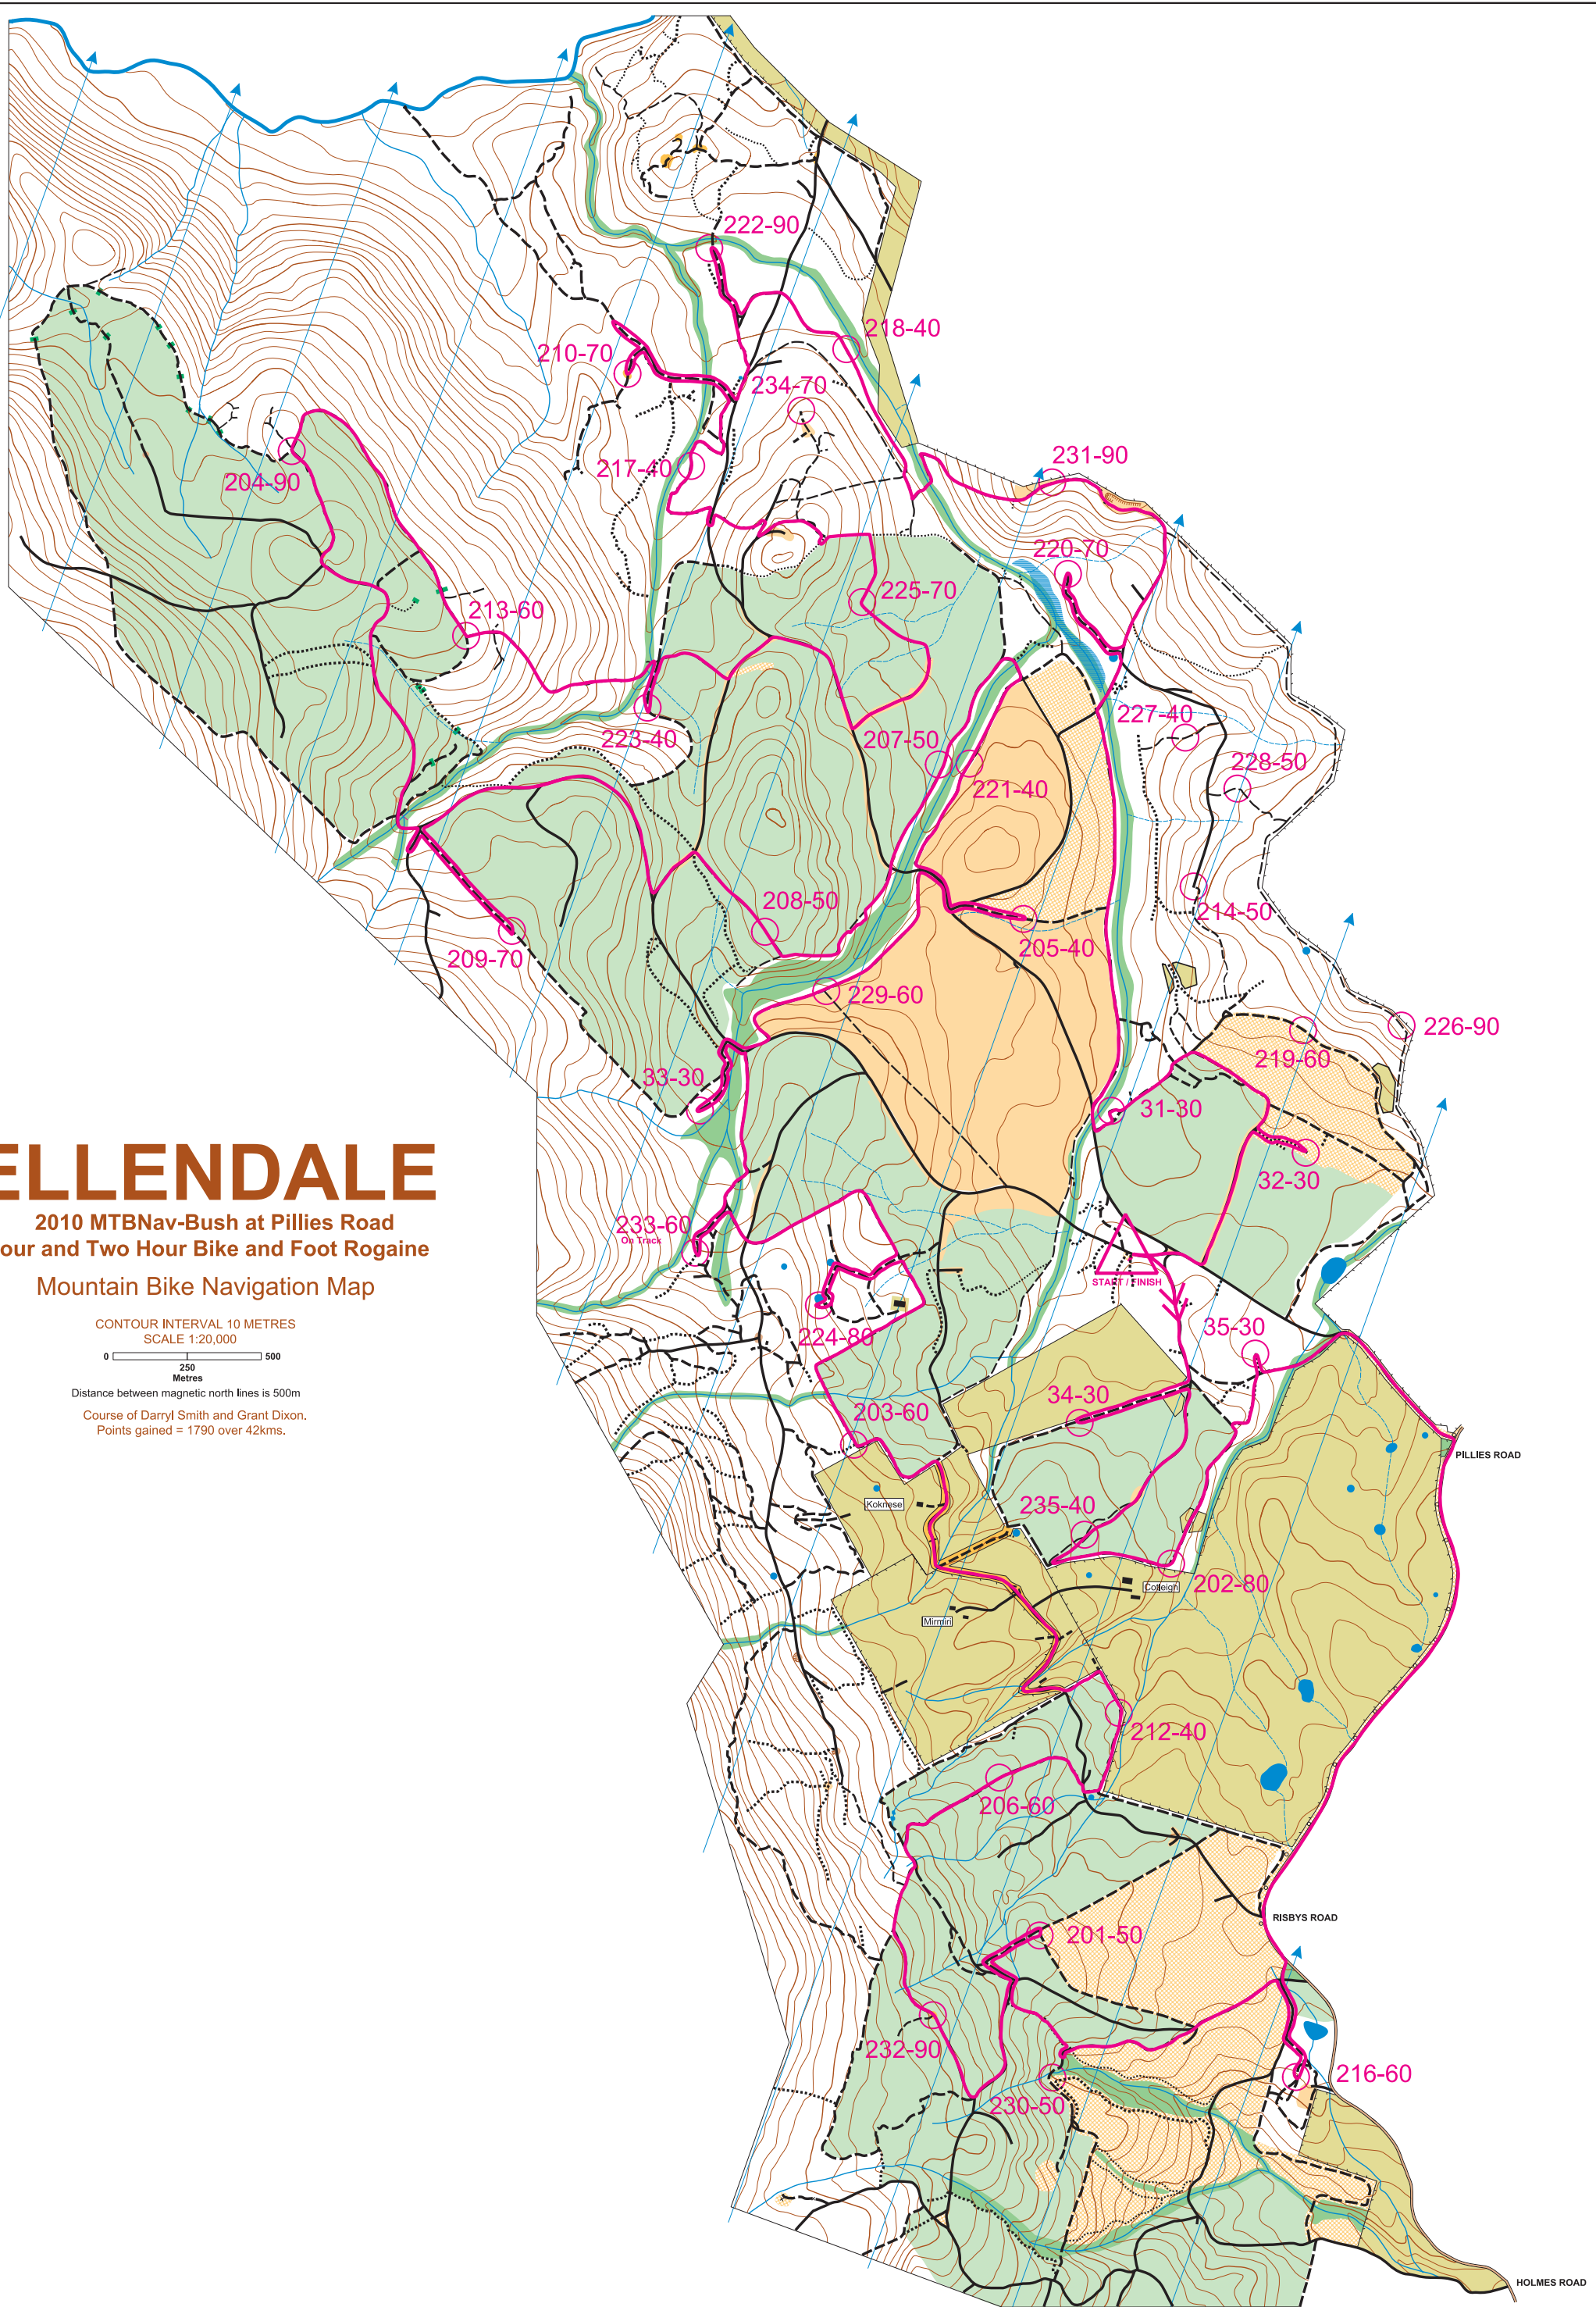 222-90
218-40
210-70
234-70
231-90
217-40
204-90
220-70
225-70
213-60
227-40
223-40
207-50
228-50
221-40
208-50
214-50
205-40
209-70
229-60
226-90
219-60
33-30
31-30
32-30
ELLENDALE
2010 MTBNav-Bush at Pillies Road
our and Two Hour Bike and Foot Rogaine
Mountain Bike Navigation Map
CONTOUR INTERVAL 10 METRES
SCALE 1:20,000
0 500
250
Metres
Distance between magnetic north lines is 500m
Course of Darryl Smith and Grant Dixon.
Points gained = 1790 over 42kms.
233-60
On Track
START / FINISH
224-80
35-30
34-30
203-60
PILLIES ROAD
Koknese
235-40
Colleigh
202-80
Mirmiri
212-40
206-60
RISBYS ROAD
201-50
232-90
216-60
230-50
HOLMES ROAD